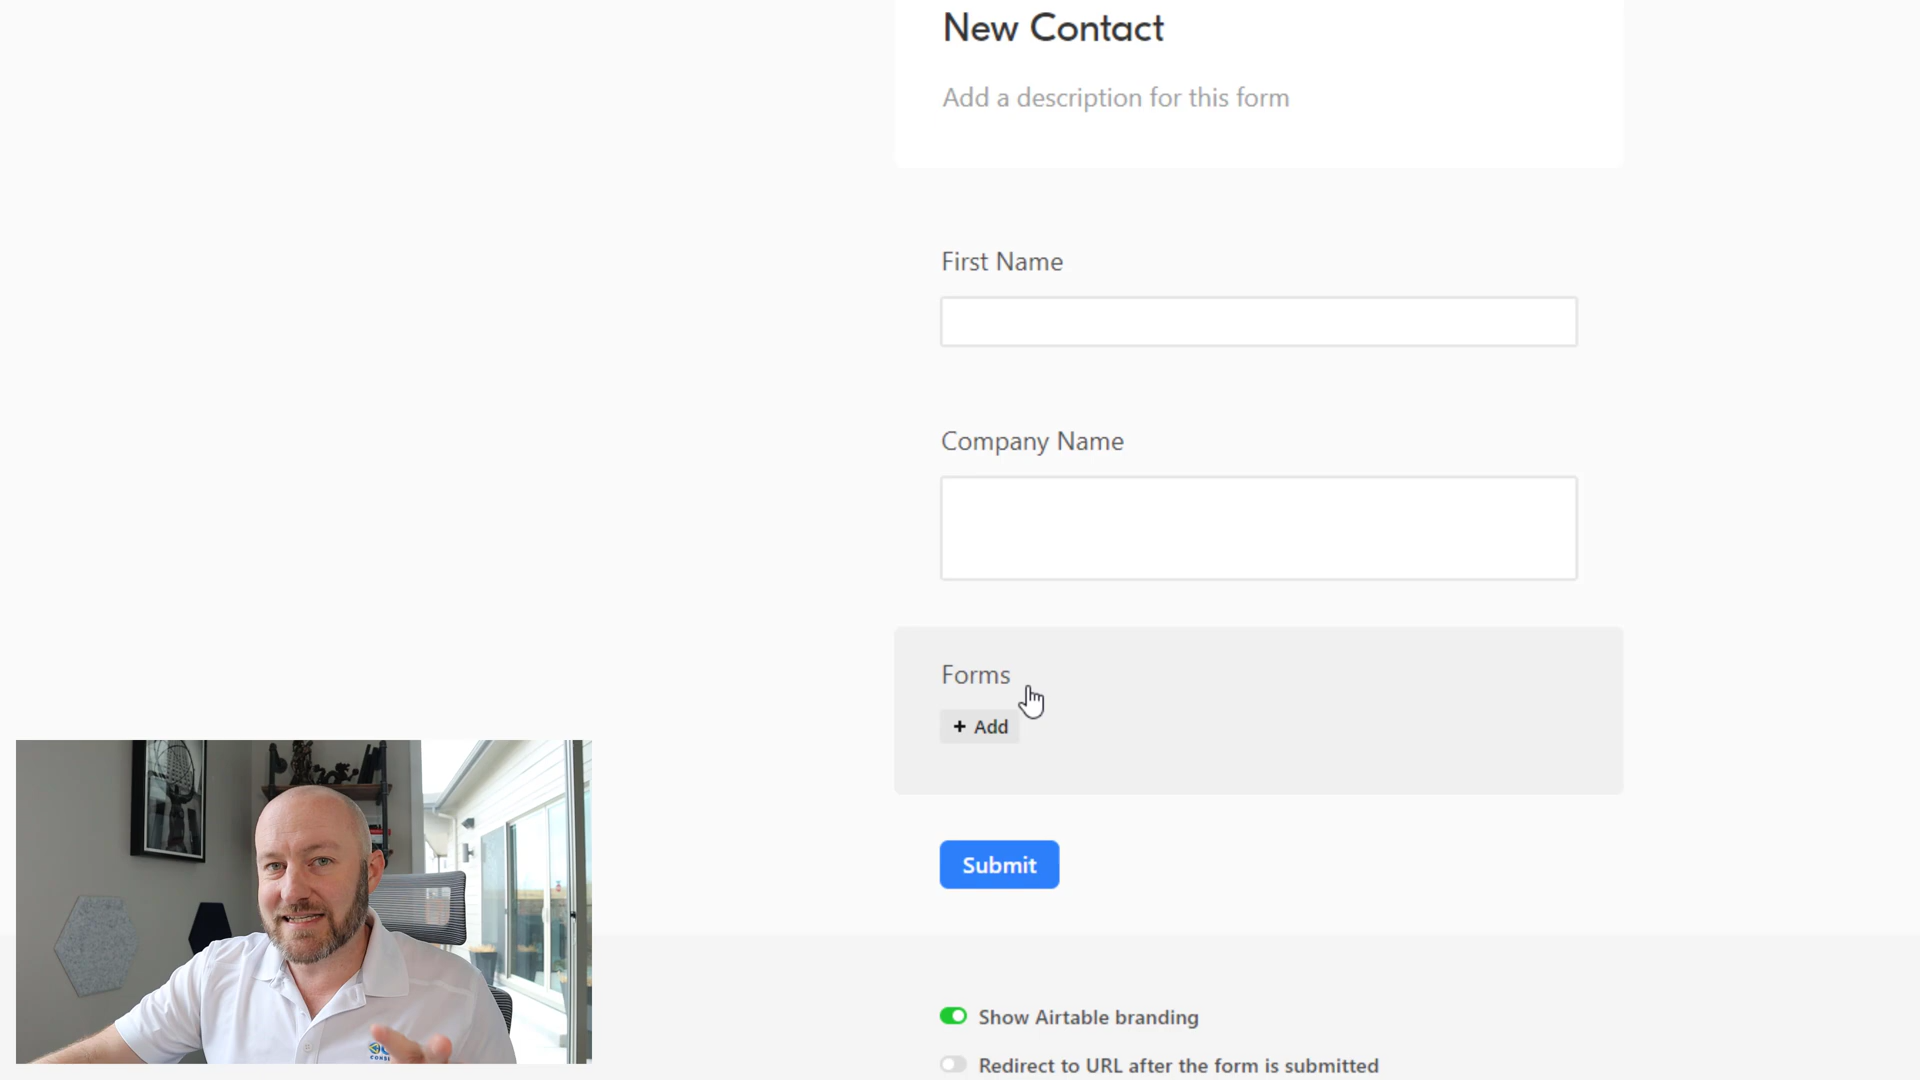 New Contact
Add a description for this form
First Name
Company Name
Forms
+ Add
Submit
Show Airtable branding
Redirect to URL after the form is submitted